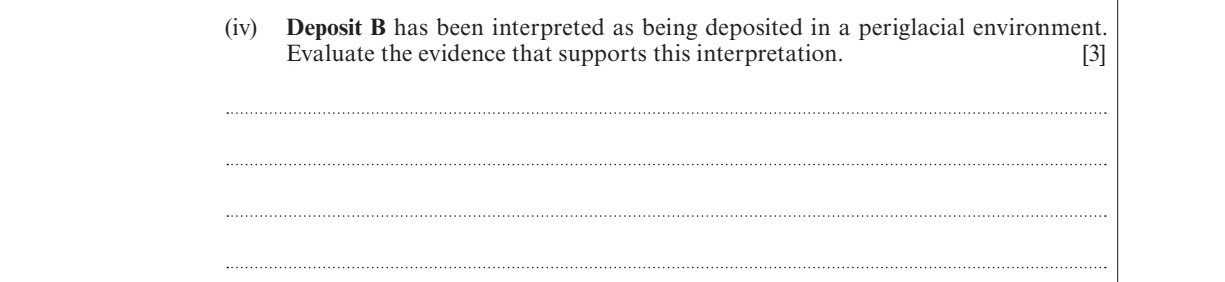 (iv) Deposit B has been interpreted as being deposited in a periglacial environment.
Evaluate the evidence that supports this interpretation. [3]